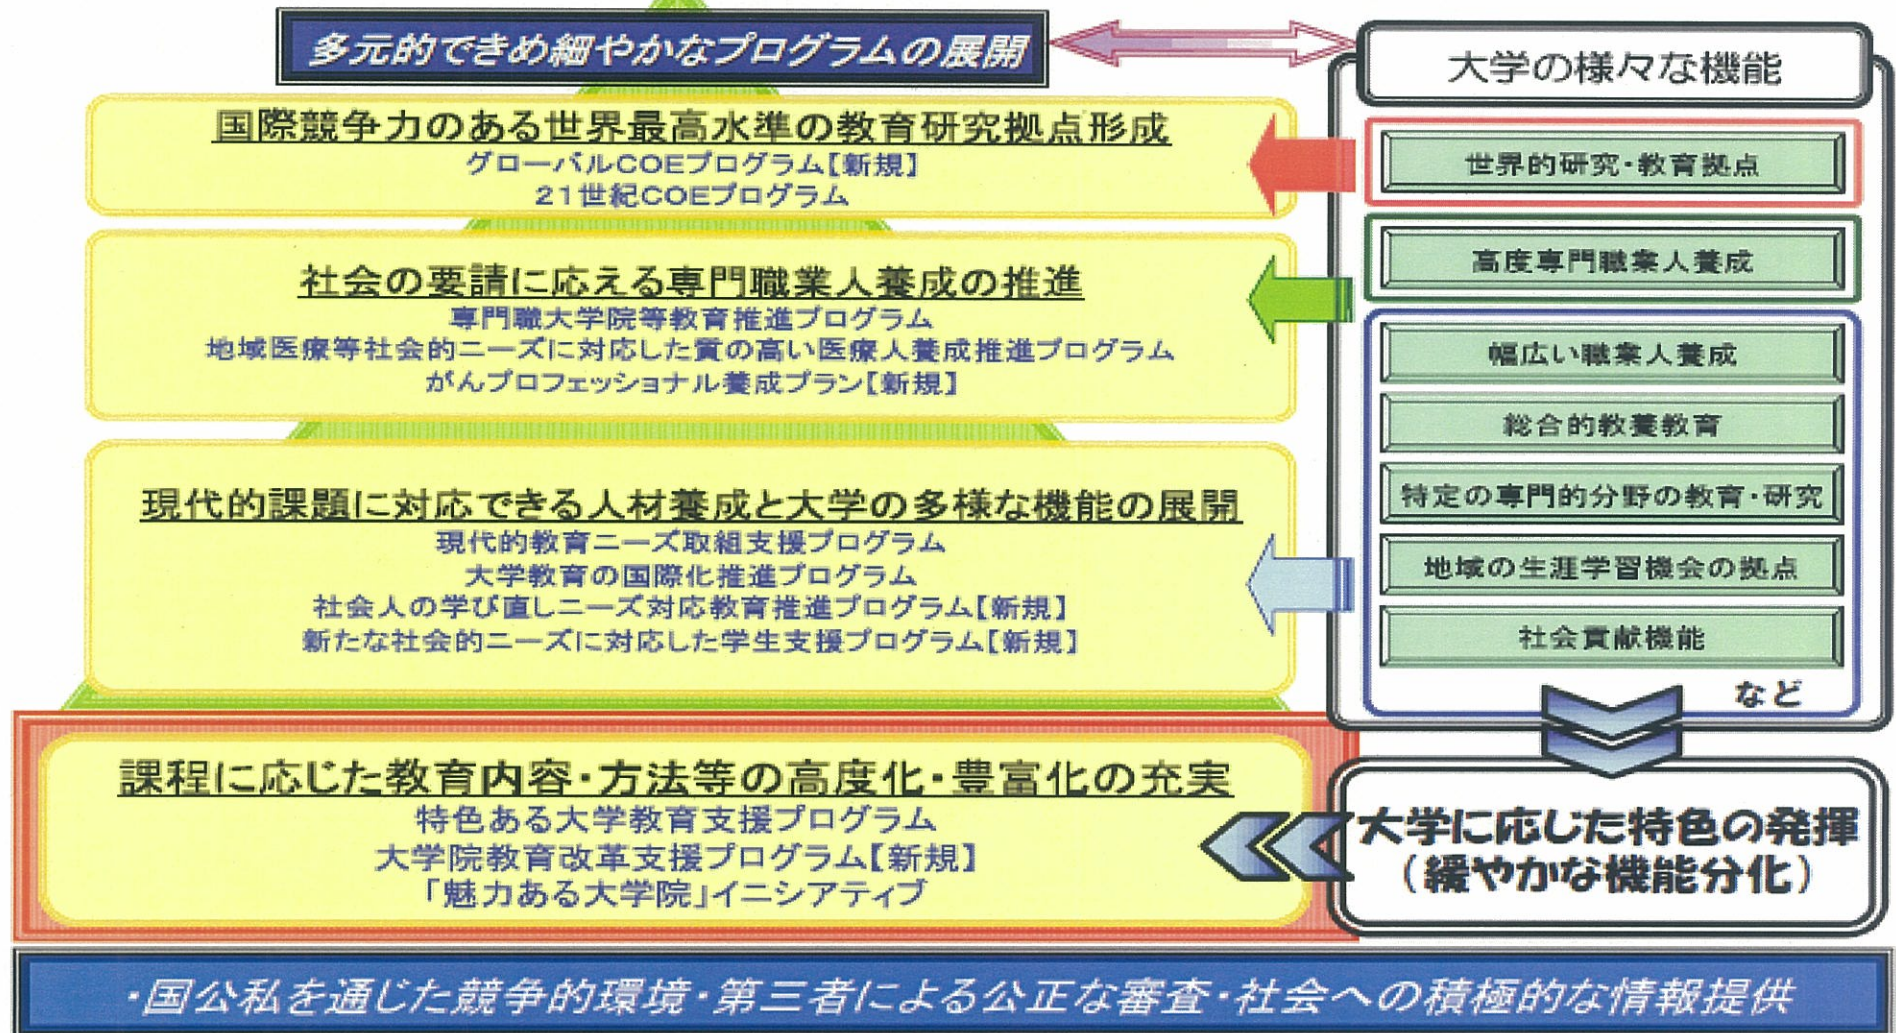 多元的できめ細やかなプログラムの展開
国際競争力のある世界最高水準の教育研究拠点形成
グローバルCOEプログラム【新規】
21世紀COEプログラム
社会の要請に応える専門職業人養成の推進
専門職大学院等教育推進プログラム
地域医療等社会的ニーズに対応した質の高い医療人養成推進プログラム
がんプロフェッショナル養成プラン【新規】
現代的課題に対応できる人材養成と大学の多様な機能の展開
現代的教育ニーズ取組支援プログラム
大学教育の国際化推進プログラム
社会人の学び直しニーズ対応教育推進プログラム【新規】
新たな社会的ニーズに対応した学生支援プログラム【新規】
課程に応じた教育内容・方法等の高度化・豊富化の充実
特色ある大学教育支援プログラム
大学院教育改革支援プログラム【新規】
「魅力ある大学院」イニシアティブ
大学の様々な機能
世界的研究・教育拠点
高度専門職業人養成
幅広い職業人養成
総合的教養教育
特定の専門的分野の教育・研究
地域の生涯学習機会の拠点
社会貢献機能
など
大学に応じた特色の発揮
（緩やかな機能分化）
・国公私を通じた競争的環境・第三者による公正な審査・社会への積極的な情報提供